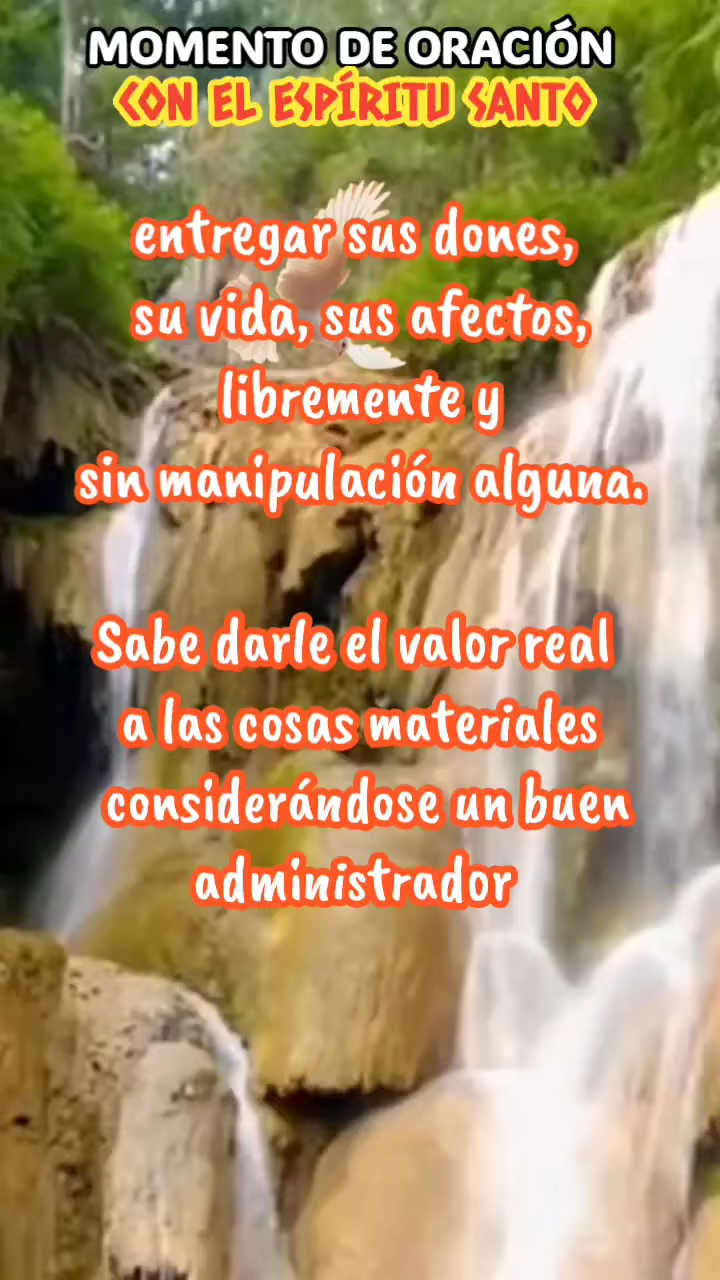 MOMENTO DE ORACIÓN
CON EL ESPÍRITU SANTO
entregar sus dones,
su vida, sus afectos,
libremente y
sin manipulación alguna.
Sabe darle el valor real
a las cosas materiales
considerándose un buen
administrador